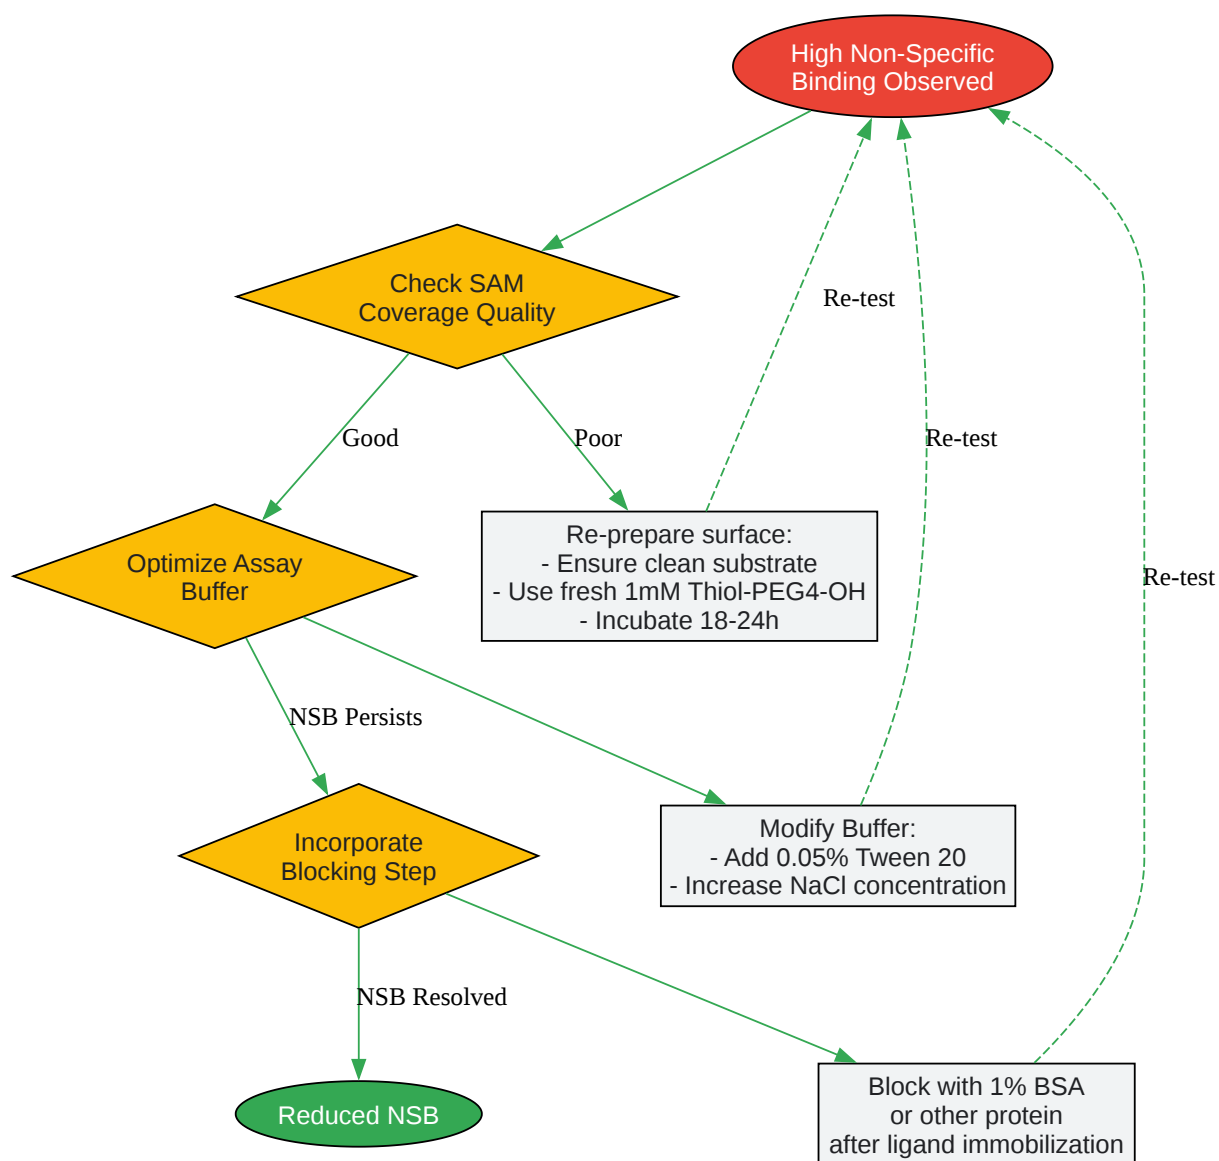 High Non-Specific
Binding Observed
Check SAM
Coverage Quality
Re-test
Good
Poor
Re-test
Optimize Assay
Buffer
Re-prepare surface:
- Ensure clean substrate
- Use fresh 1mM Thiol-PEG4-OH
- Incubate 18-24h
Re-test
NSB Persists
Incorporate
Blocking Step
Modify Buffer:
- Add 0.05% Tween 20
- Increase NaCl concentration
NSB Resolved
Reduced NSB
Block with 1% BSA
or other protein
after ligand immobilization